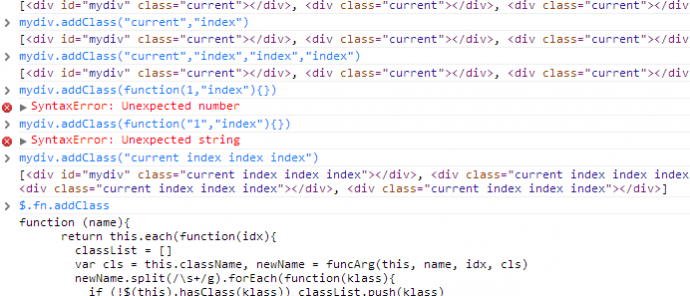 [<div id="mydiv" class="current"></div>, <div class="current"></div>, <div class="current"></div>
mydiv.addClass("current","index")
[<div id="mydiv" class="current"></div>, <div class="current"></div>, <div class="current"></div>
mydiv.addClass("current","index","index","index")
[<div id="mydiv" class="current"></div>, <div class="current"></div>, <div class="current"></div>
mydiv.addClass(function(1,"index"){})
SyntaxError: Unexpected number
mydiv.addClass(function("1","index"){})
SyntaxError: Unexpected string
mydiv.addClass("current index index index")
[<div id="mydiv" class="current index index index"></div>, <div class="current index index index
<div class="current index index index"></div>, <div class="current index index index"></div>]
$.fn.addClass
function (name){
return this.each(function(idx){
classList = []
var cls = this.className, newName = funcArg(this, name, idx, cls)
newName.split(/\s+/g).forEach(function(klass){
if (!$(this).hasClass(klass)) classList.push(klass)